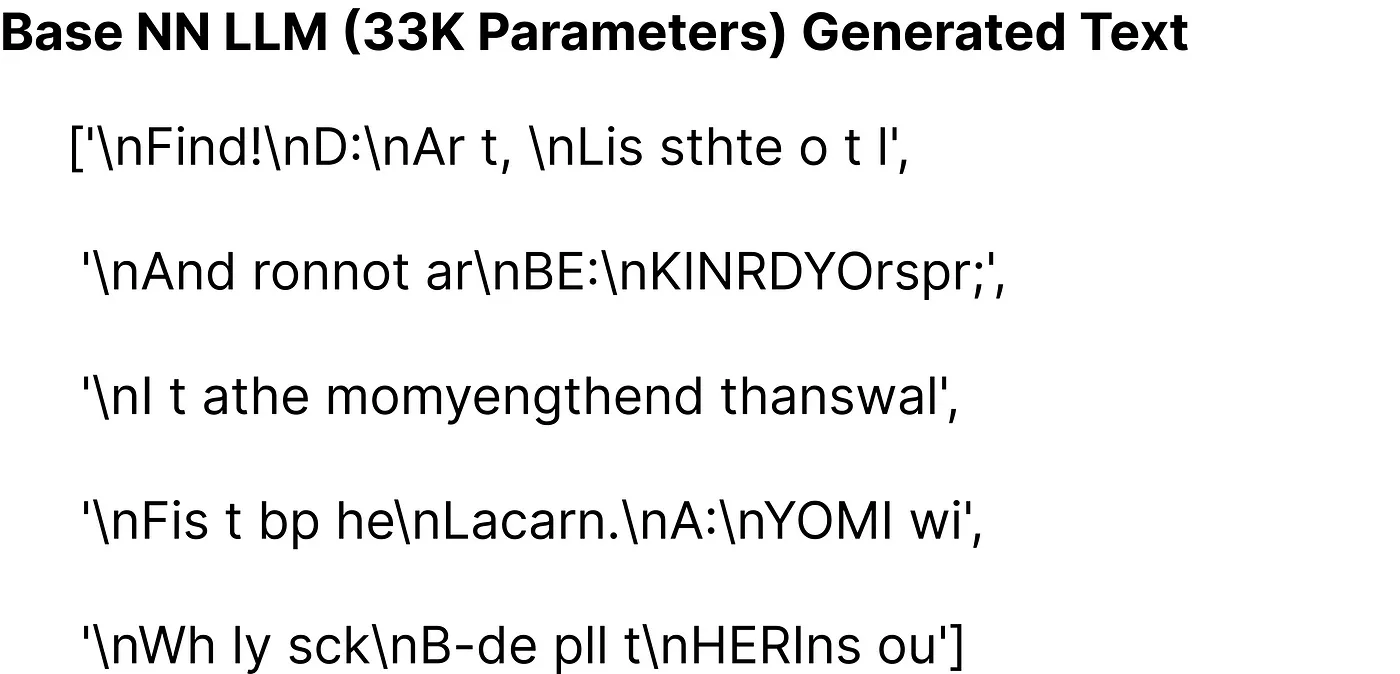 Base NN LLM (33K Parameters) Generated Text
['\nFind!\nD:\nAr t, \nLis sthte o t l',
'\nAnd ronnot ar\nBE:\nKINRDYOrspr;',
'\nI t athe momyengthend thanswal',
'\nFis t bp he\nLacarn.\nA:\nYOMI wi',
'\nWh ly sck\nB-de pll t\nHERIns ou']